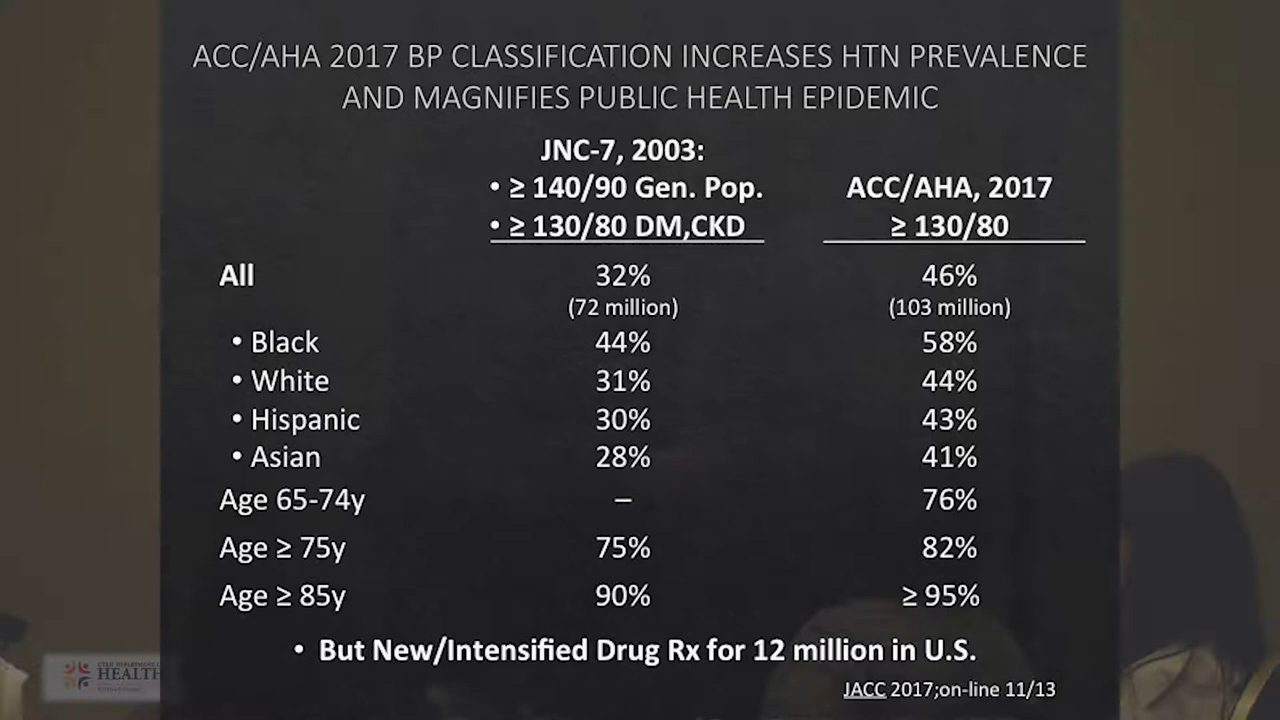 ACC/AHA 2017 BP CLASSIFICATION INCREASES HTN PREVALENCE
AND MAGNIFIES PUBLIC HEALTH EPIDEMIC
JNC-7, 2003:
• ≥ 140/90 Gen. Pop. ACC/AHA, 2017
• ≥ 130/80 DM,CKD ≥ 130/80
All 32% 46%
(72 million) (103 million)
• Black 44% 58%
• White 31% 44%
• Hispanic 30% 43%
• Asian 28% 41%
Age 65-74y – 76%
Age ≥ 75y 75% 82%
Age ≥ 85y 90% ≥ 95%
• But New/Intensified Drug Rx for 12 million in U.S.
JACC 2017;on-line 11/13
UTAH DEPARTMENT OF
HEALTH